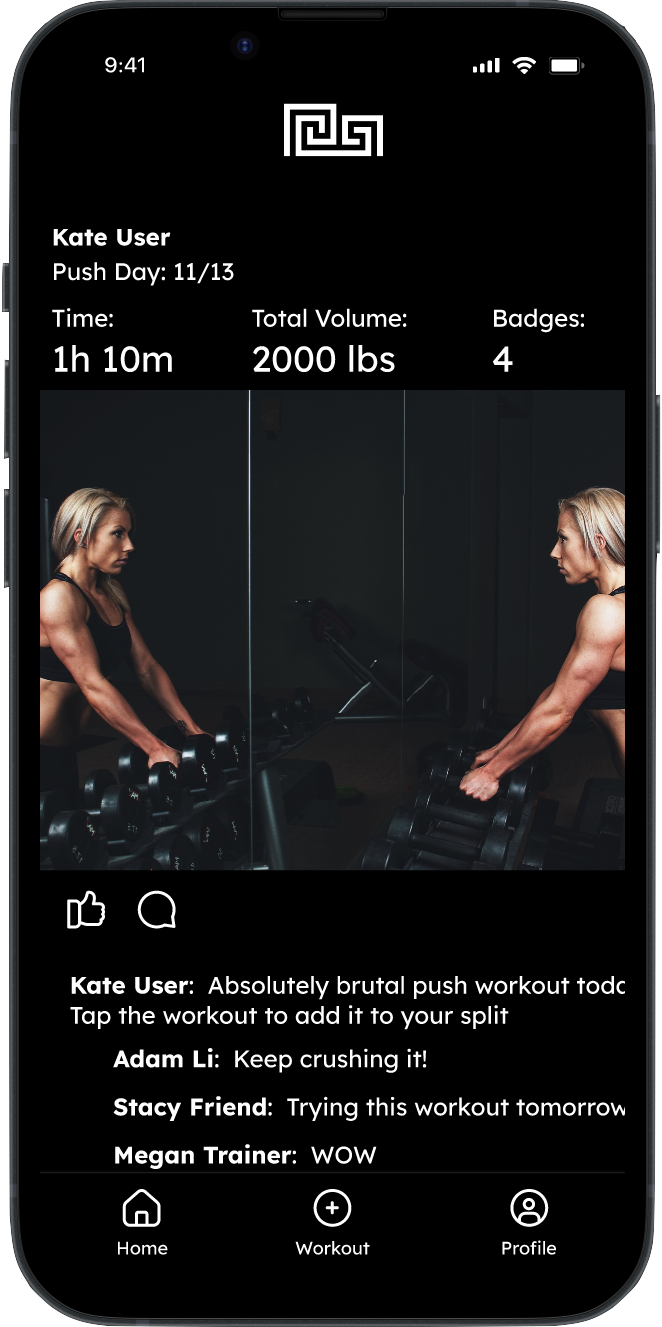 9:41
Kate User
Push Day: 11/13
Time: Total Volume: Badges:
1h 10m 2000 lbs 4
Kate User: Absolutely brutal push workout
Tap the workout to add it to your split
Adam Li: Keep crushing it!
Stacy Friend: Trying this workout tomorrow
Megan Trainer: WOW
Home Workout Profile